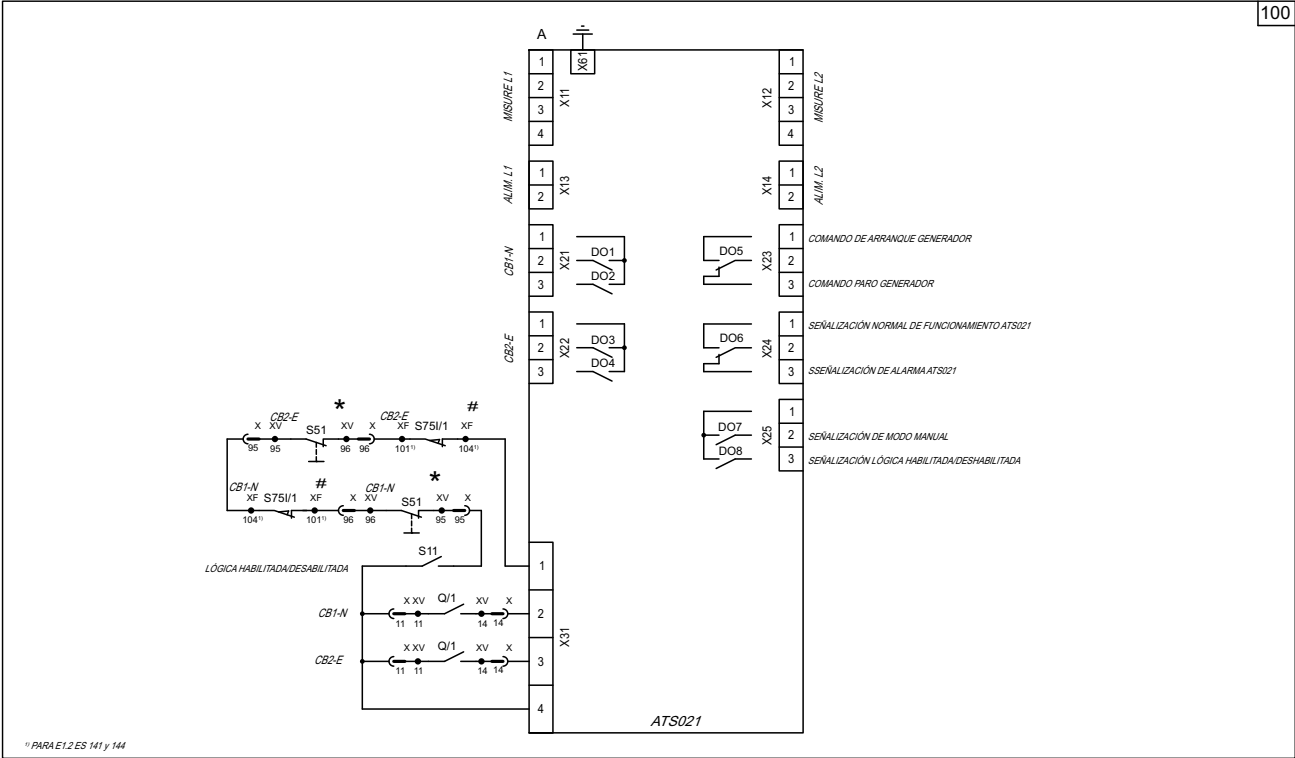 100
A
X61
1
2
3
4
X11
MISURE L1
1
2
3
4
X12
MISURE L2
1
2
X13
ALIM. L1
1
2
X14
ALIM. L2
1
2
3
X21
CB1-N
DO1
DO2
DO5
X23
1
2
3
COMANDO DE ARRANQUE GENERADOR
COMANDO PARO GENERADOR
1
2
3
X22
CB2-E
DO3
DO4
DO6
X24
1
2
3
SEÑALIZACIÓN NORMAL DE FUNCIONAMIENTO ATS021
SSEÑALIZACIÓN DE ALARMA ATS021
DO7
DO8
X25
1
2
3
SEÑALIZACIÓN DE MODO MANUAL
SEÑALIZACIÓN LÓGICA HABILITADA/DESHABILITADA
* #
CB2-E CB2-E
X XV S51 XV X XF S75I/1 XF
95 95 96 96 101¹⁾ 104¹⁾
# *
CB1-N CB1-N
XF S75I/1 XF X XV S51 XV X
104¹⁾ 101¹⁾ 96 96 95 95
S11
LÓGICA HABILITADA/DESABILITADA
1
CB1-N X XV Q/1 XV X
11 11 14 14
2
X31
CB2-E X XV Q/1 XV X
11 11 14 14
3
4
ATS021
¹⁾ PARA E1.2 ES 141 y 144